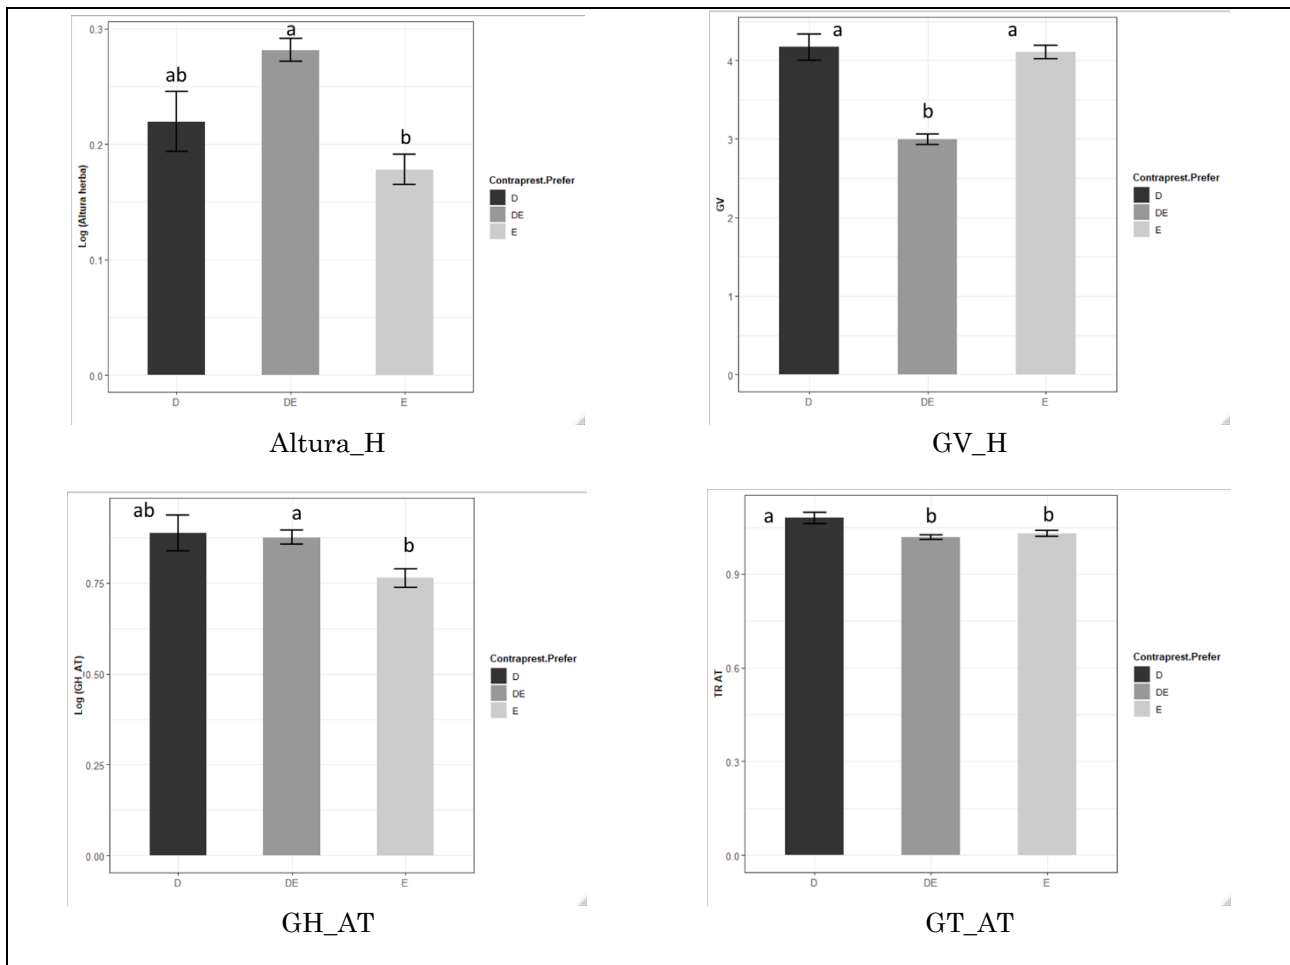 0.3
0.2
0.1
0.0
Log (Altura herba)
ab
a
b
D
DE
E
Contraprest.Prefer
D
DE
E
Altura_H
4
3
2
1
0
GV
a
b
a
D
DE
E
Contraprest.Prefer
D
DE
E
GV_H
0.75
0.50
0.25
0.00
Log (GH_AT)
ab
a
b
D
DE
E
Contraprest.Prefer
D
DE
E
GH_AT
0.9
0.6
0.3
0.0
TR AT
a
b
b
D
DE
E
Contraprest.Prefer
D
DE
E
GT_AT